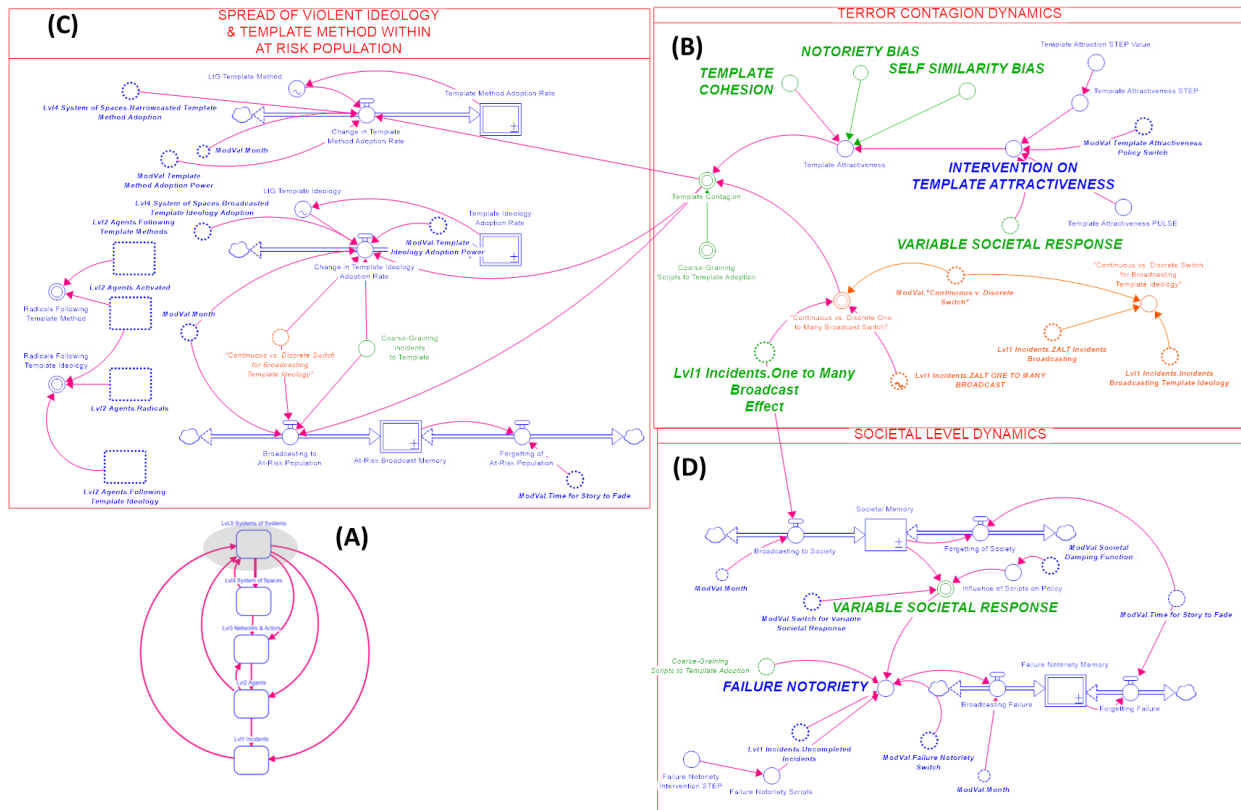 (C)
SPREAD OF VIOLENT IDEOLOGY
& TEMPLATE METHOD WITHIN
AT RISK POPULATION
LtG Template Method
Template Method Adoption Rate
Lvl4 System of Spaces.Narrowcasted Template
Method Adoption
Change in Template
Method Adoption Rate
ModVal.Month
ModVal.Template
Method Adoption Power
LtG Template Ideology
Lvl4 System of Spaces.Broadcasted
Template Ideology Adoption
Template Ideology
Adoption Rate
Lvl2 Agents.Following
Template Methods
ModVal.Template
Ideology Adoption Power
Change in Template Ideology
Adoption Rate
Lvl2 Agents.Activated
Radicals Following
Template Method
ModVal.Month
Radicals Following
Template Ideology
"Continuous vs. Discrete Switch
for Broadcasting
Template Ideology"
Coarse-Graining
Incidents
to Template
Lvl2 Agents.Radicals
Broadcasting to
At-Risk Population
At-Risk Broadcast Memory
Forgetting of
At-Risk Population
Lvl2 Agents.Following
Template Ideology
ModVal.Time for Story to Fade
(A)
Lvl5 Systems of Systems
Lvl4 System of Spaces
Lvl3 Networks & Actors
Lvl2 Agents
Lvl1 Incidents
TERROR CONTAGION DYNAMICS
(B)
NOTORIETY BIAS
TEMPLATE
COHESION
SELF SIMILARITY BIAS
Template Attraction STEP Value
Template Attractiveness STEP
Template Attractiveness
ModVal.Template Attractiveness
Policy Switch
INTERVENTION ON
TEMPLATE ATTRACTIVENESS
Template Contagion
Template Attractiveness PULSE
VARIABLE SOCIETAL RESPONSE
Coarse-Graining
Scripts to Template Adoption
ModVal."Continuous v. Discrete
Switch"
"Continuous vs. Discrete Switch
for Broadcasting
Template Ideology"
"Continuous vs. Discrete One
to Many Broadcast Switch"
Lvl1 Incidents.ZALT Incidents
Broadcasting
Lvl1 Incidents.One to Many
Broadcast
Effect
Lvl1 Incidents.ZALT ONE TO MANY
BROADCAST
Lvl1 Incidents.Incidents
Broadcasting Template Ideology
SOCIETAL LEVEL DYNAMICS
(D)
Societal Memory
Broadcasting to Society
Forgetting of Society
ModVal.Societal
Damping Function
ModVal.Month
Influence of Scripts on Policy
VARIABLE SOCIETAL RESPONSE
ModVal.Switch for Variable
Societal Response
ModVal.Time for Story to Fade
Coarse-Graining
Scripts to Template Adoption
FAILURE NOTORIETY
Failure Notoriety Memory
Broadcasting Failure
Forgetting Failure
Lvl1 Incidents.Uncompleted
Incidents
ModVal.Failure Notoriety
Switch
ModVal.Month
Failure Notoriety
Intervention STEP
Failure Notoriety Scripts